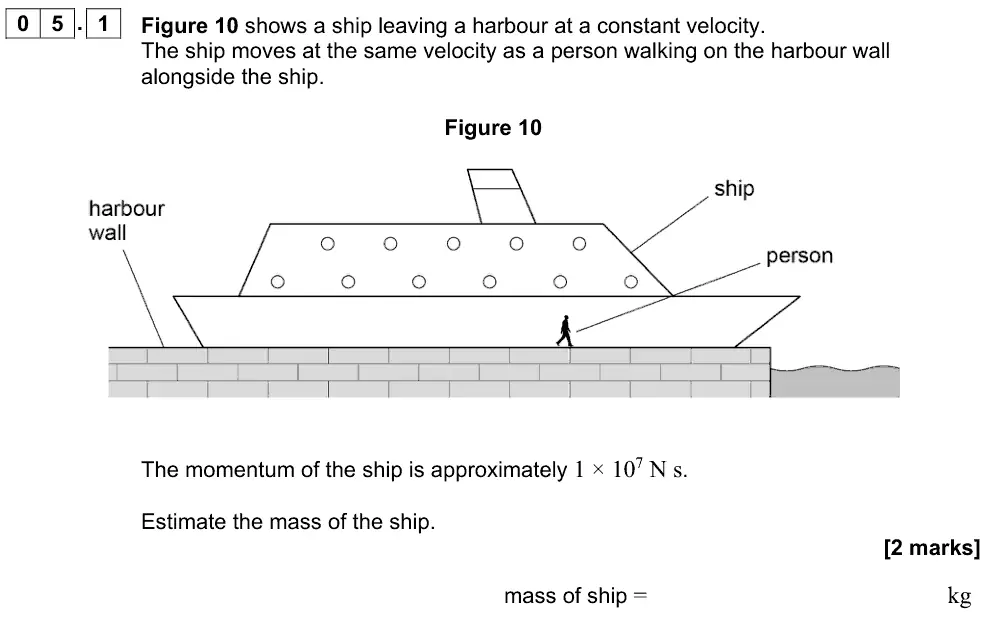 0 5 . 1 Figure 10 shows a ship leaving a harbour at a constant velocity.
The ship moves at the same velocity as a person walking on the harbour wall
alongside the ship.
Figure 10
ship
harbour
wall
person
The momentum of the ship is approximately 1 × 10⁷ N s.
Estimate the mass of the ship.
[2 marks]
mass of ship = kg